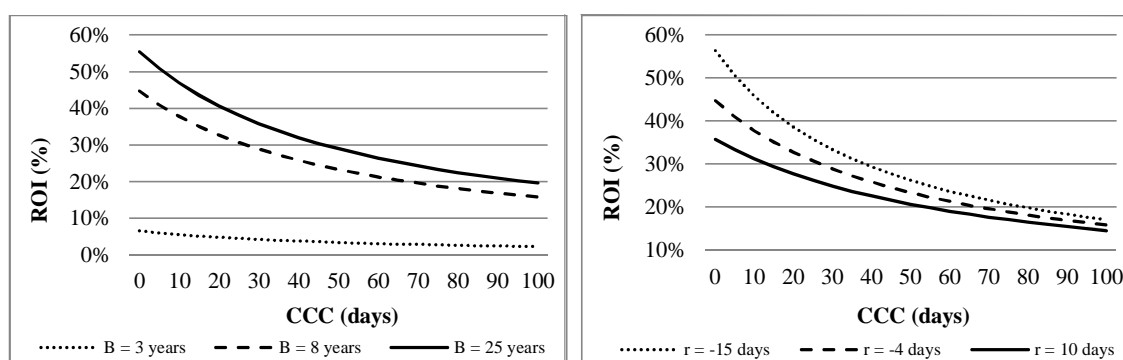 60%
50%
40%
30%
20%
10%
0%
ROI (%)
0 10 20 30 40 50 60 70 80 90 100
CCC (days)
B = 3 years B = 8 years B = 25 years
60%
50%
40%
30%
20%
10%
ROI (%)
0 10 20 30 40 50 60 70 80 90 100
CCC (days)
r = -15 days r = -4 days r = 10 days